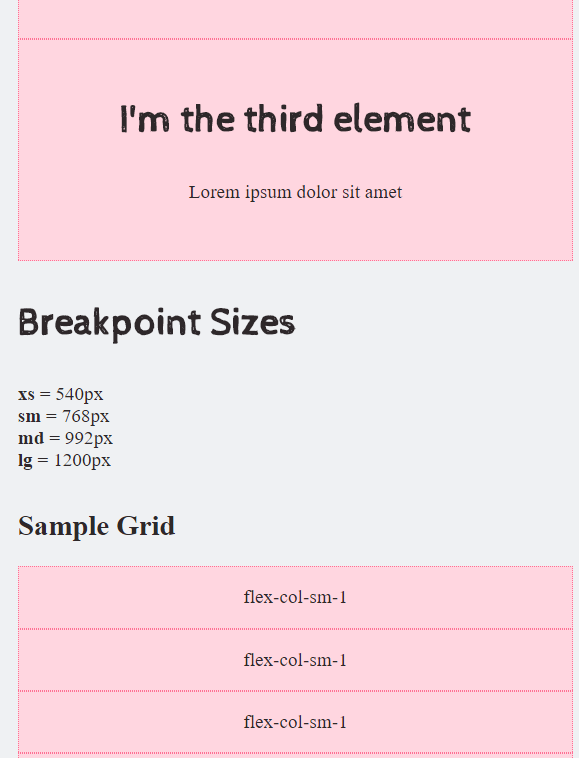 I'm the third element
Lorem ipsum dolor sit amet
Breakpoint Sizes
xs = 540px
sm = 768px
md = 992px
lg = 1200px
Sample Grid
flex-col-sm-1
flex-col-sm-1
flex-col-sm-1